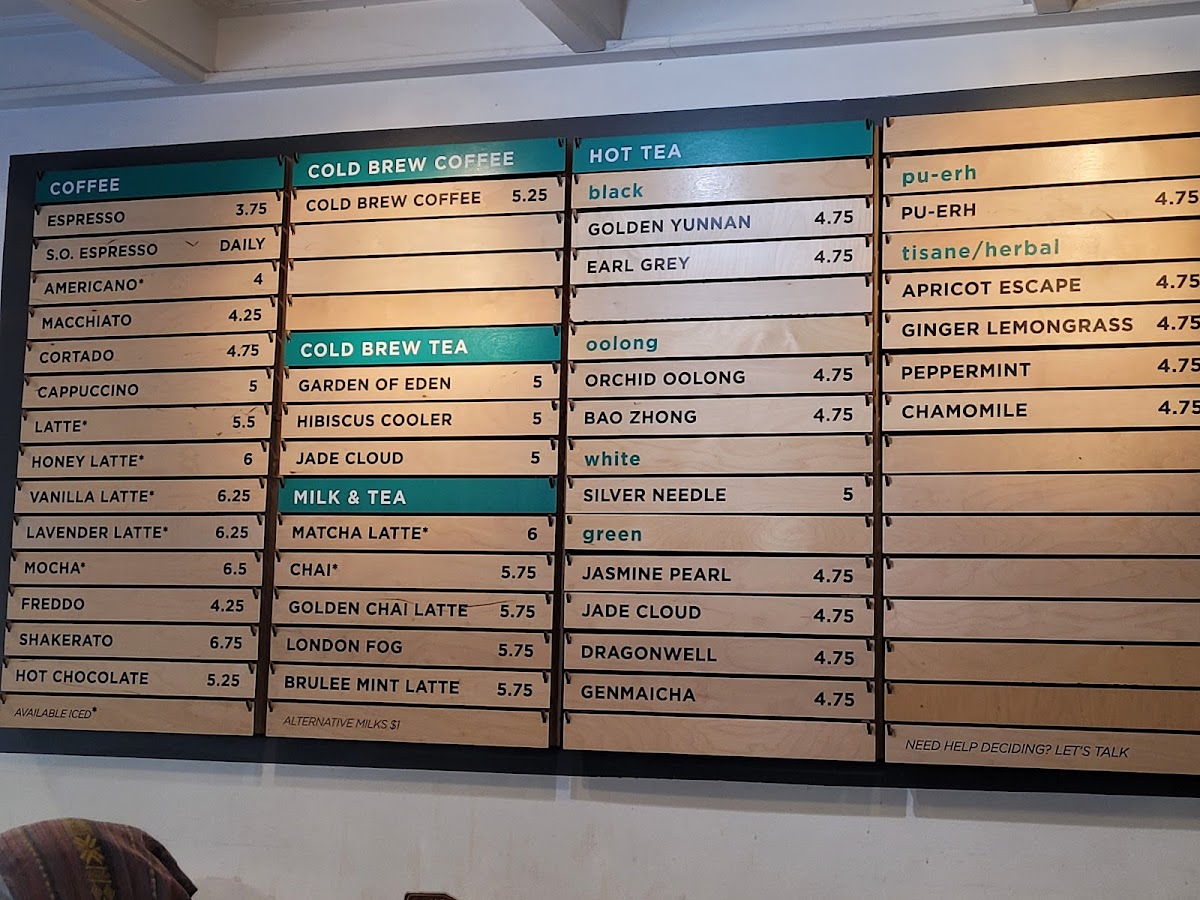 COFFEE
ESPRESSO 3.75
S.O. ESPRESSO DAILY
AMERICANO* 4
MACCHIATO 4.25
CORTADO 4.75
CAPPUCCINO 5
LATTE* 5.5
HONEY LATTE* 6
VANILLA LATTE* 6.25
LAVENDER LATTE* 6.25
MOCHA* 6.5
FREDDO 4.25
SHAKERATO 6.75
HOT CHOCOLATE 5.25
AVAILABLE ICED*
COLD BREW COFFEE
COLD BREW COFFEE 5.25
COLD BREW TEA
GARDEN OF EDEN 5
HIBISCUS COOLER 5
JADE CLOUD 5
MILK & TEA
MATCHA LATTE* 6
CHAI* 5.75
GOLDEN CHAI LATTE 5.75
LONDON FOG 5.75
BRULEE MINT LATTE 5.75
ALTERNATIVE MILKS $1
HOT TEA
black
GOLDEN YUNNAN 4.75
EARL GREY 4.75
oolong
ORCHID OOLONG 4.75
BAO ZHONG 4.75
white
SILVER NEEDLE 5
green
JASMINE PEARL 4.75
JADE CLOUD 4.75
DRAGONWELL 4.75
GENMAICHA 4.75
pu-erh
PU-ERH 4.75
tisane/herbal
APRICOT ESCAPE 4.75
GINGER LEMONGRASS 4.75
PEPPERMINT 4.75
CHAMOMILE 4.75
NEED HELP DECIDING? LET'S TALK